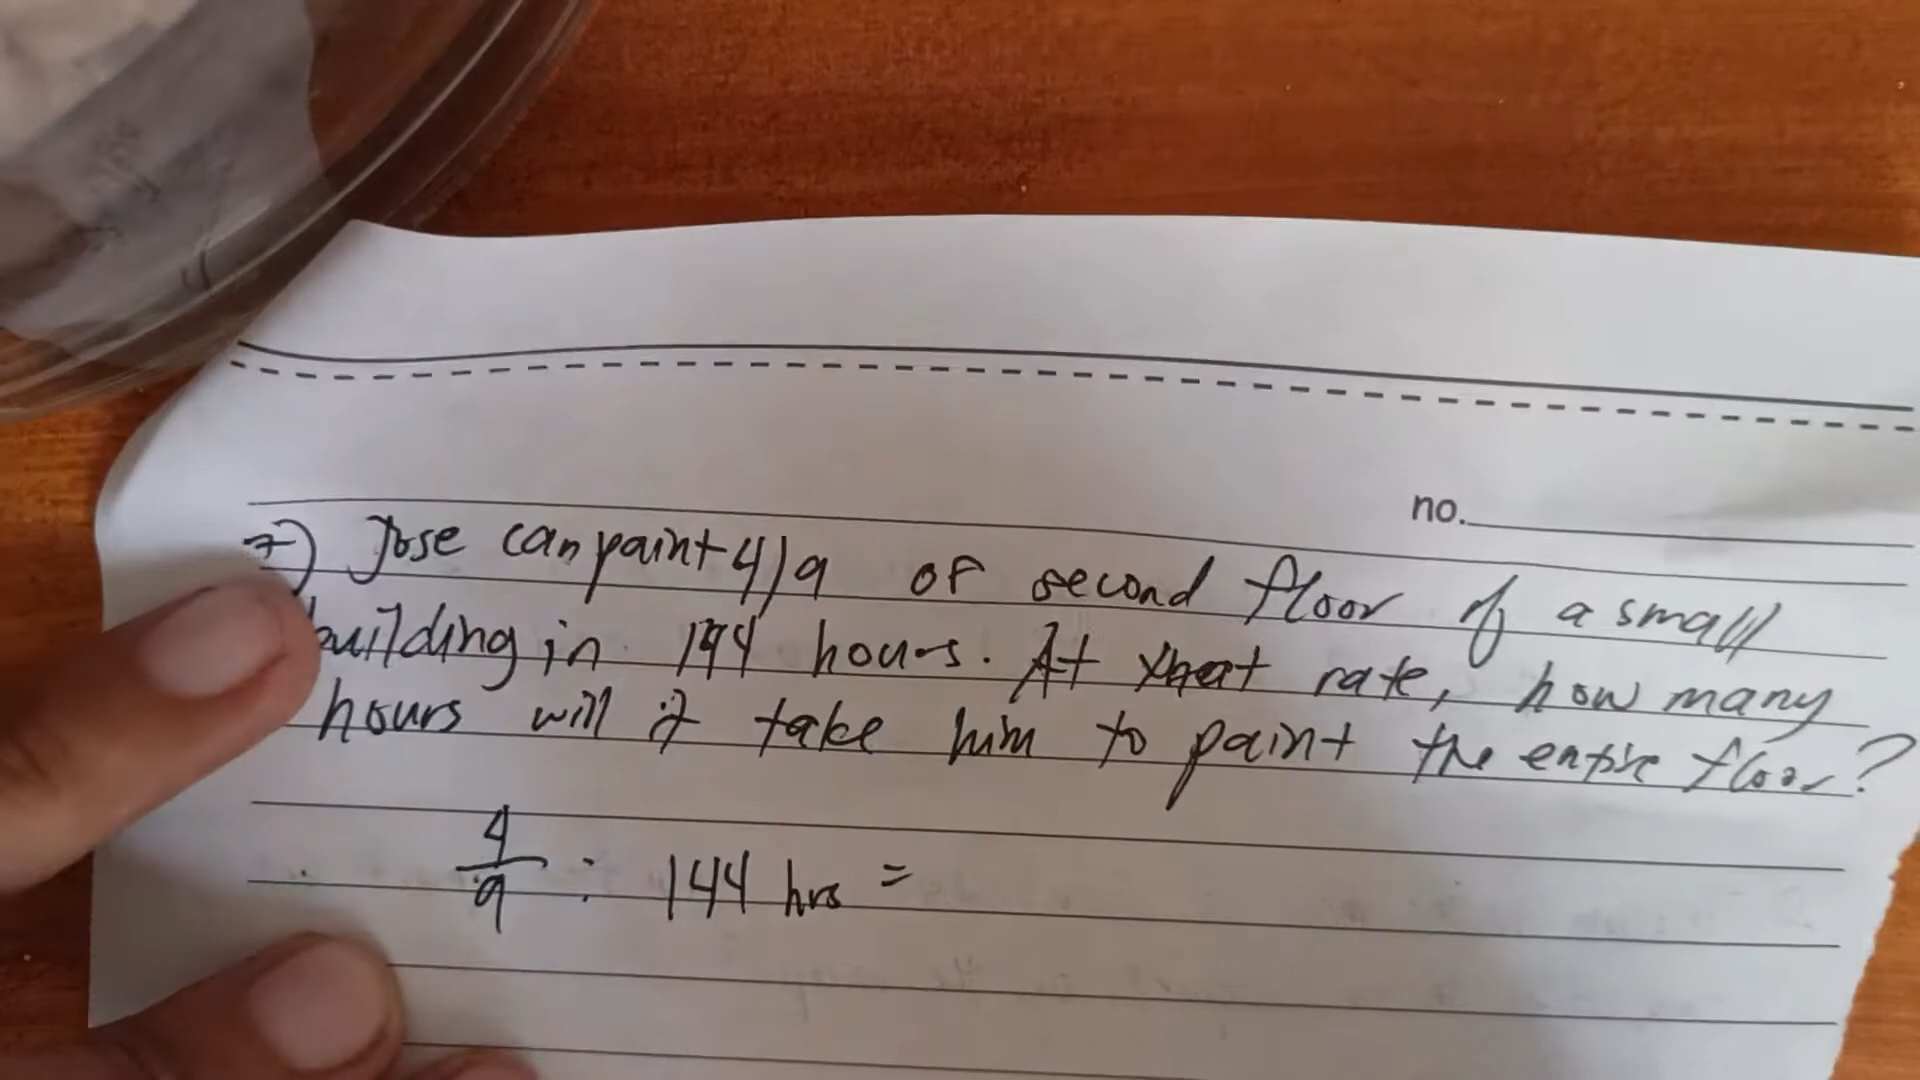 no.
7) Jose can paint 4/9 of second floor of a small
building in 144 hours. At that rate, how many
hours will it take him to paint the entire floor?
4/9 : 144 hrs =